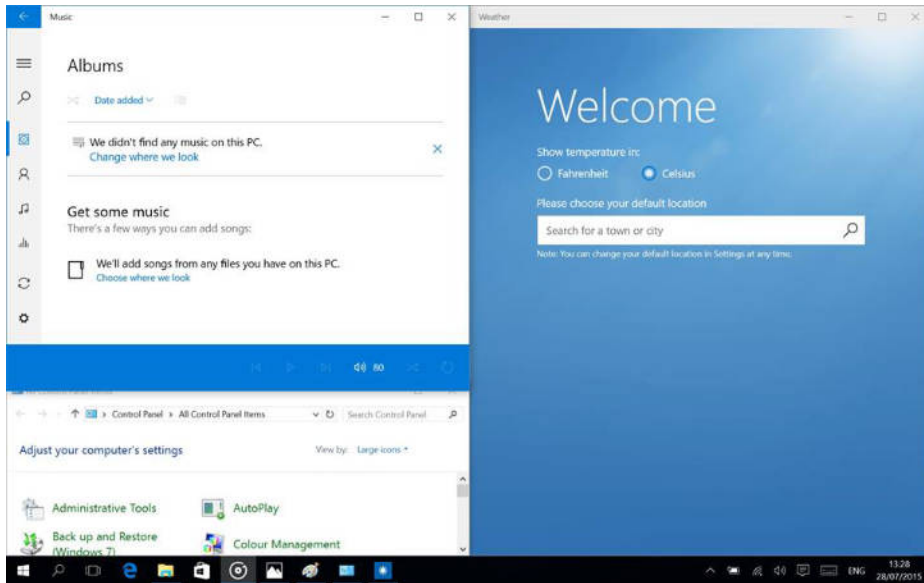 Music
Albums
Date added
We didn't find any music on this PC.
Change where we look
Get some music
There's a few ways you can add songs:
We'll add songs from any files you have on this PC.
Choose where we look
80
Weather
Welcome
Show temperature in:
Fahrenheit
Celsius
Please choose your default location
Search for a town or city
Note: You can change your default location in Settings at any time.
Control Panel
All Control Panel Items
Search Control Panel
Adjust your computer's settings
View by: Large icons
Administrative Tools
AutoPlay
Back up and Restore
(Windows 7)
Colour Management
ENG
13:28
28/07/2015